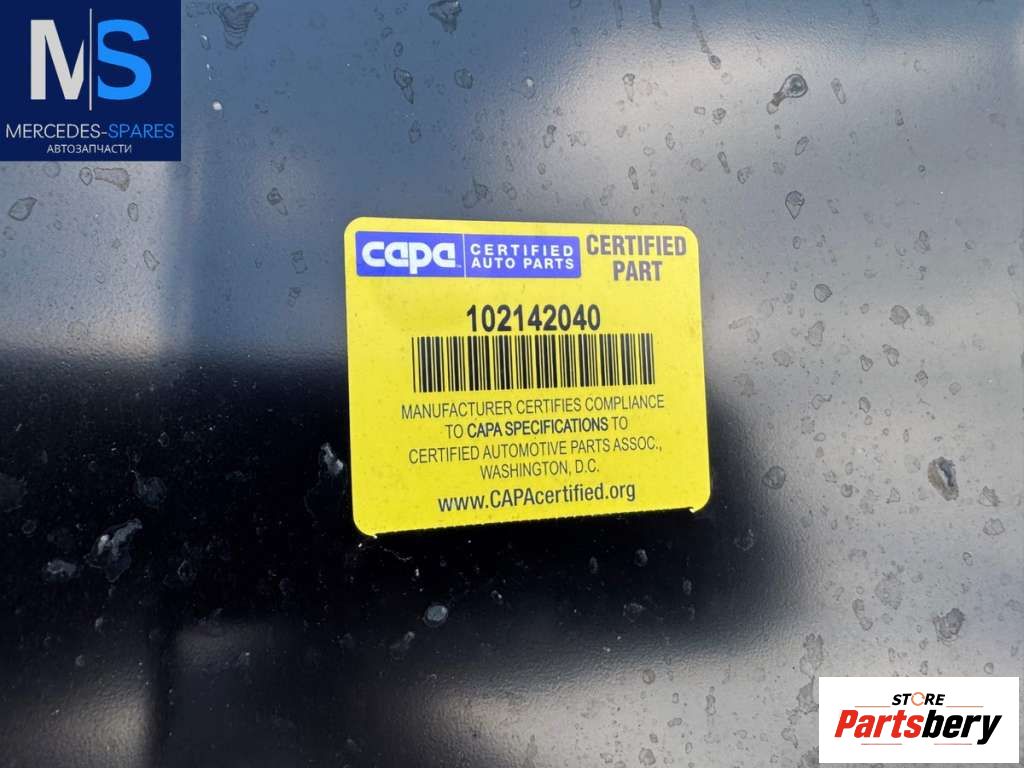 MS
MERCEDES-SPARES
АВТОЗАПЧАСТИ
capa™ CERTIFIED AUTO PARTS
CERTIFIED PART
102142040
MANUFACTURER CERTIFIES COMPLIANCE
TO CAPA SPECIFICATIONS TO
CERTIFIED AUTOMOTIVE PARTS ASSOC.,
WASHINGTON, D.C.
www.CAPAcertified.org
STORE
Partsbery